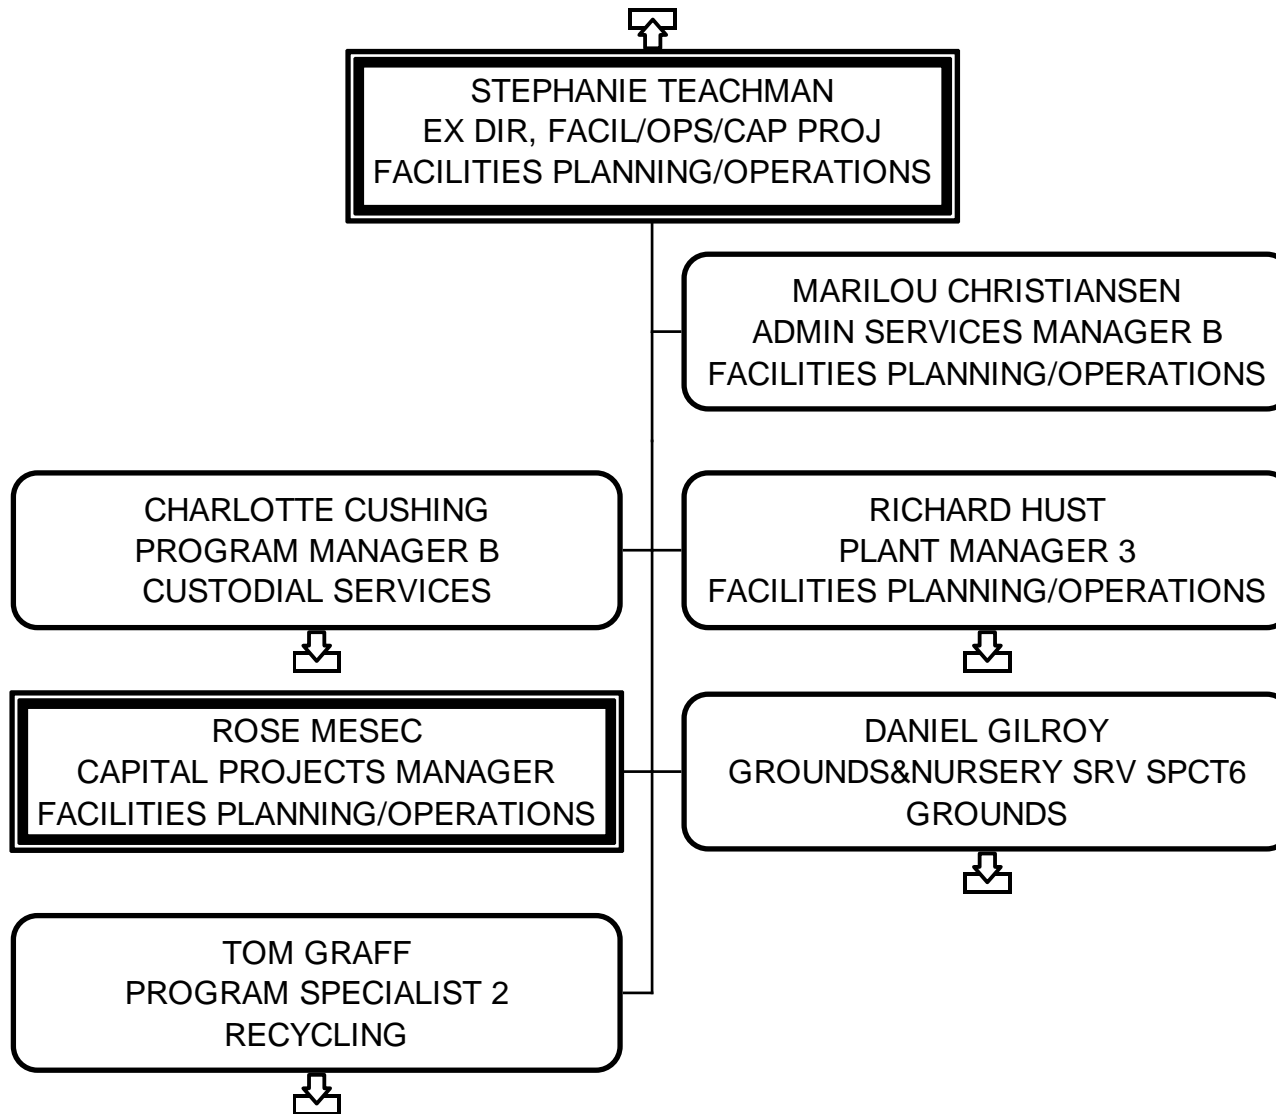 STEPHANIE TEACHMAN
EX DIR, FACIL/OPS/CAP PROJ
FACILITIES PLANNING/OPERATIONS
MARILOU CHRISTIANSEN
ADMIN SERVICES MANAGER B
FACILITIES PLANNING/OPERATIONS
CHARLOTTE CUSHING
PROGRAM MANAGER B
CUSTODIAL SERVICES
RICHARD HUST
PLANT MANAGER 3
FACILITIES PLANNING/OPERATIONS
ROSE MESEC
CAPITAL PROJECTS MANAGER
FACILITIES PLANNING/OPERATIONS
DANIEL GILROY
GROUNDS&NURSERY SRV SPCT6
GROUNDS
TOM GRAFF
PROGRAM SPECIALIST 2
RECYCLING